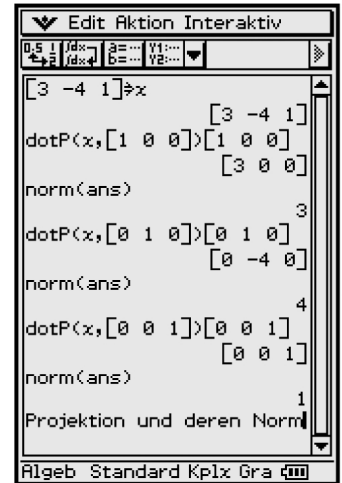 Edit Aktion Interaktiv
[3 -4 1]⇒x
[3 -4 1]
dotP(x,[1 0 0])[1 0 0]
[3 0 0]
norm(ans)
3
dotP(x,[0 1 0])[0 1 0]
[0 -4 0]
norm(ans)
4
dotP(x,[0 0 1])[0 0 1]
[0 0 1]
norm(ans)
1
Projektion und deren Norm
Algeb Standard Kplx Gra